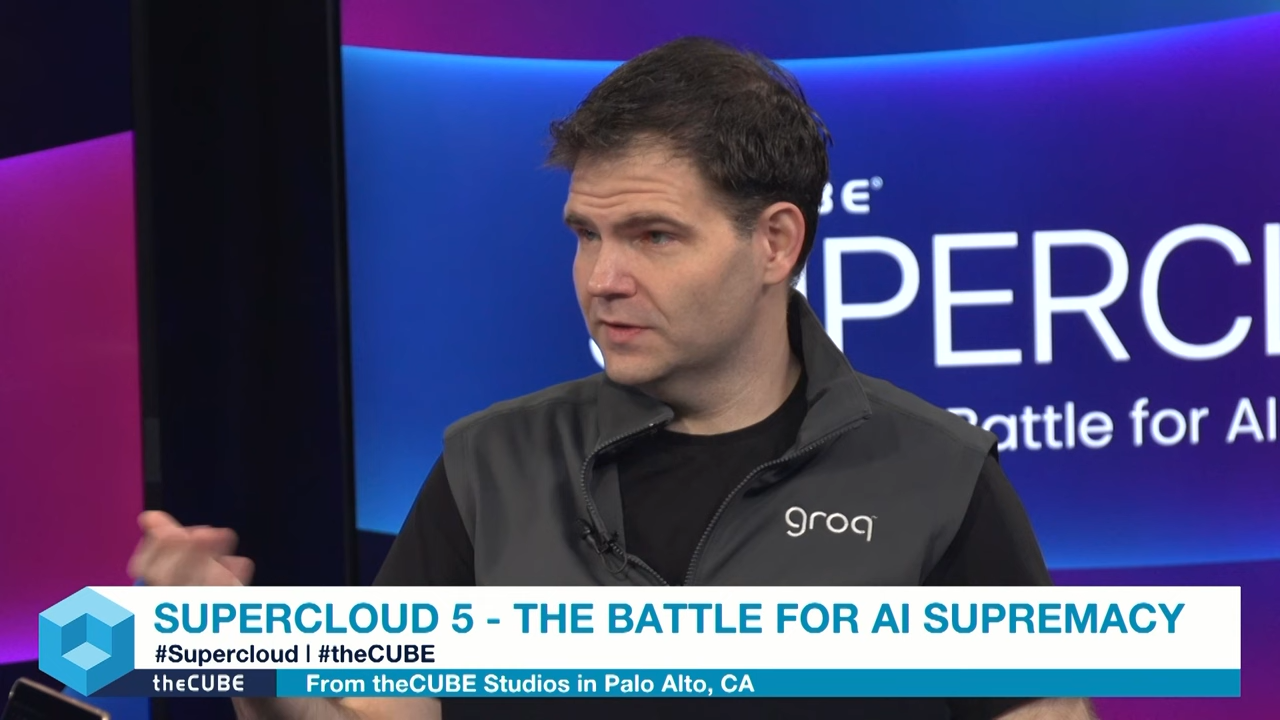 BE®
PERCL
Battle for AI
groq™
SUPERCLOUD 5 - THE BATTLE FOR AI SUPREMACY
#Supercloud | #theCUBE
theCUBE
From theCUBE Studios in Palo Alto, CA